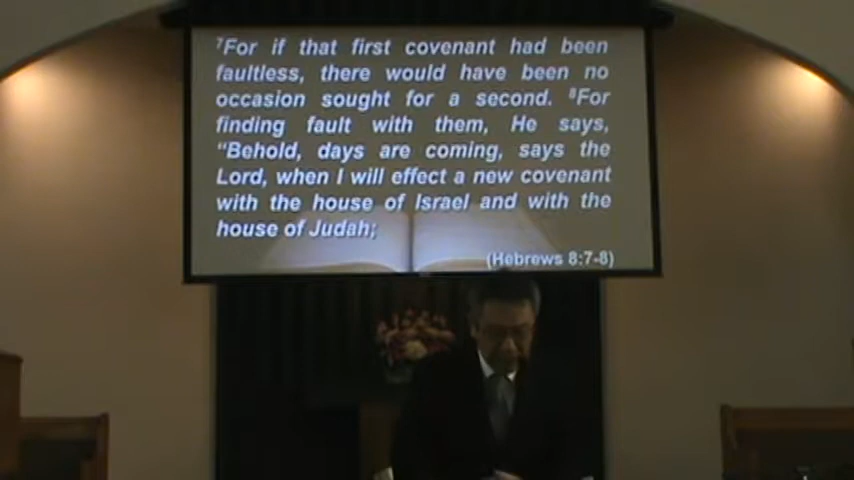 ⁷For if that first covenant had been
faultless, there would have been no
occasion sought for a second. ⁸For
finding fault with them, He says,
“Behold, days are coming, says the
Lord, when I will effect a new covenant
with the house of Israel and with the
house of Judah;
(Hebrews 8:7-8)